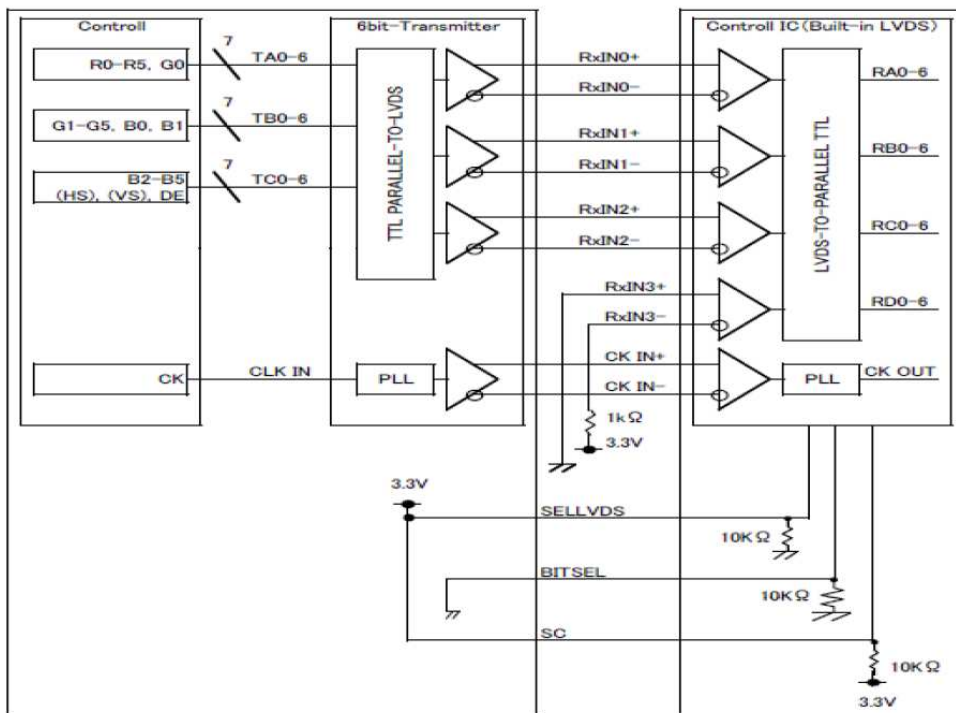 Controll
6bit-Transmitter
Controll IC(Built-in LVDS)
R0-R5, G0
7
TA0-6
RxIN0+
RxIN0-
RA0-6
G1-G5, B0, B1
7
TB0-6
RxIN1+
RxIN1-
RB0-6
B2-B5
(HS), (VS), DE
7
TC0-6
RxIN2+
RxIN2-
RC0-6
TTL PARALLEL-TO-LVDS
LVDS-TO-PARALLEL TTL
RxIN3+
RxIN3-
RD0-6
CK
CLK IN
PLL
CK IN+
CK IN-
PLL
CK OUT
1kΩ
3.3V
3.3V
SELLVDS
10KΩ
BITSEL
10KΩ
SC
10KΩ
3.3V